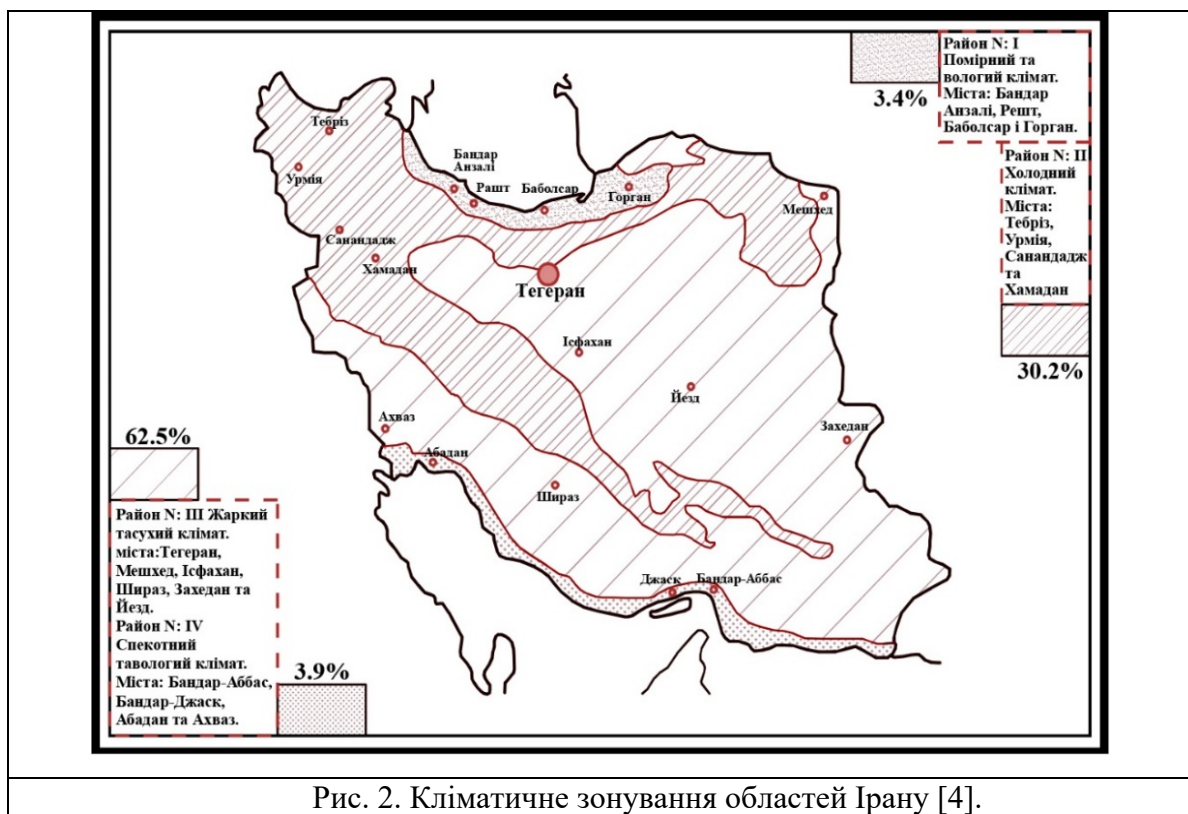 Район N: I
Помірний та
вологий клімат.
Міста: Бандар
Анзалі, Решт,
Баболсар і Горган.
3.4%
Район N: II
Холодний
клімат.
Міста:
Тебріз,
Урмія,
Санандадж
та
Хамадан
30.2%
Тебріз
Урмія
Бандар
Анзалі
Рашт
Баболсар
Горган
Мешхед
Санандадж
Хамадан
Тегеран
Ісфахан
Йезд
Захедан
Ахваз
Абадан
Шираз
Джаск
Бандар-Аббас
62.5%
Район N: III Жаркий
тасухий клімат.
міста:Тегеран,
Мешхед, Ісфахан,
Шираз, Захедан та
Йезд.
Район N: IV
Спекотний
тавологий клімат.
Міста: Бандар-Аббас,
Бандар-Джаск,
Абадан та Ахваз.
3.9%
Рис. 2. Кліматичне зонування областей Ірану [4].